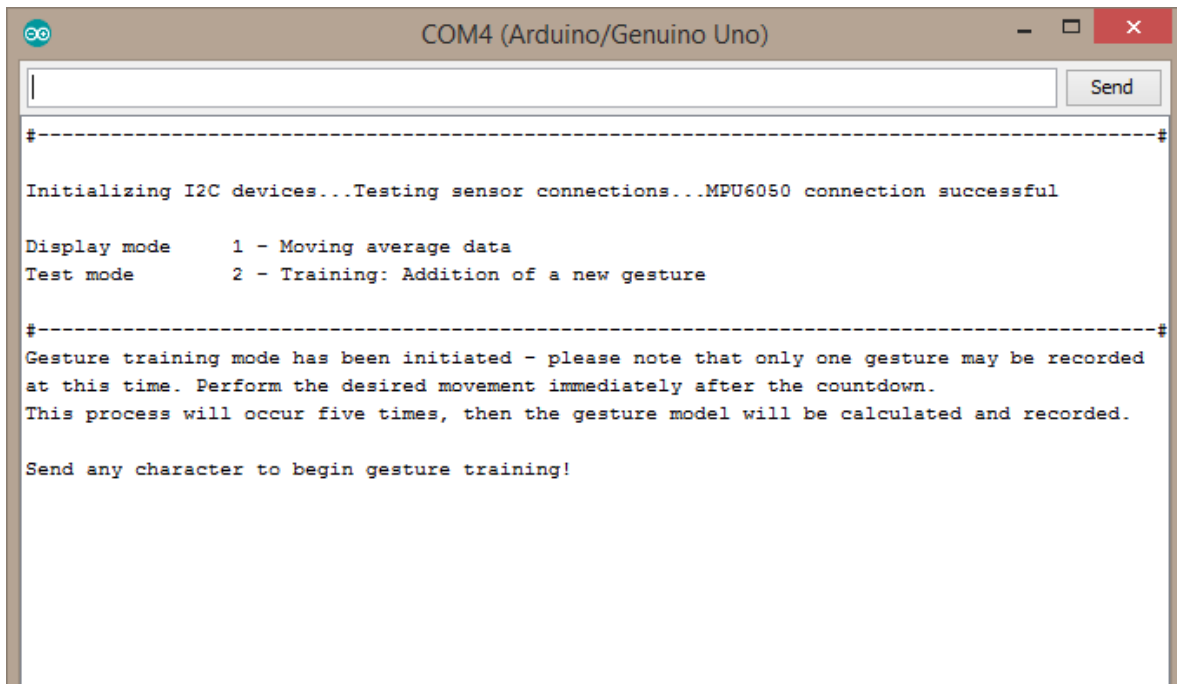 COM4 (Arduino/Genuino Uno)
Send
#--------------------------------------------------------------------------------------------#
Initializing I2C devices...Testing sensor connections...MPU6050 connection successful
Display mode     1 - Moving average data
Test mode        2 - Training: Addition of a new gesture
#--------------------------------------------------------------------------------------------#
Gesture training mode has been initiated - please note that only one gesture may be recorded
at this time. Perform the desired movement immediately after the countdown.
This process will occur five times, then the gesture model will be calculated and recorded.
Send any character to begin gesture training!